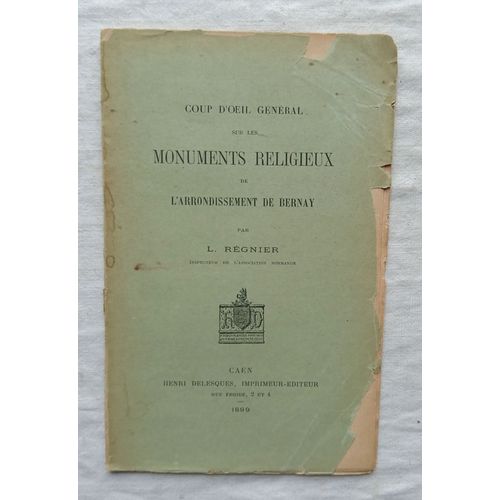 COUP D'OEIL GÉNÉRAL
SUR LES
MONUMENTS RELIGIEUX
DE
L'ARRONDISSEMENT DE BERNAY
PAR
L. RÉGNIER
INSPECTEUR DE L'ASSOCIATION NORMANDE
H D
CAEN
HENRI DELESQUES, IMPRIMEUR-ÉDITEUR
RUE FROIDE, 2 ET 4
1899